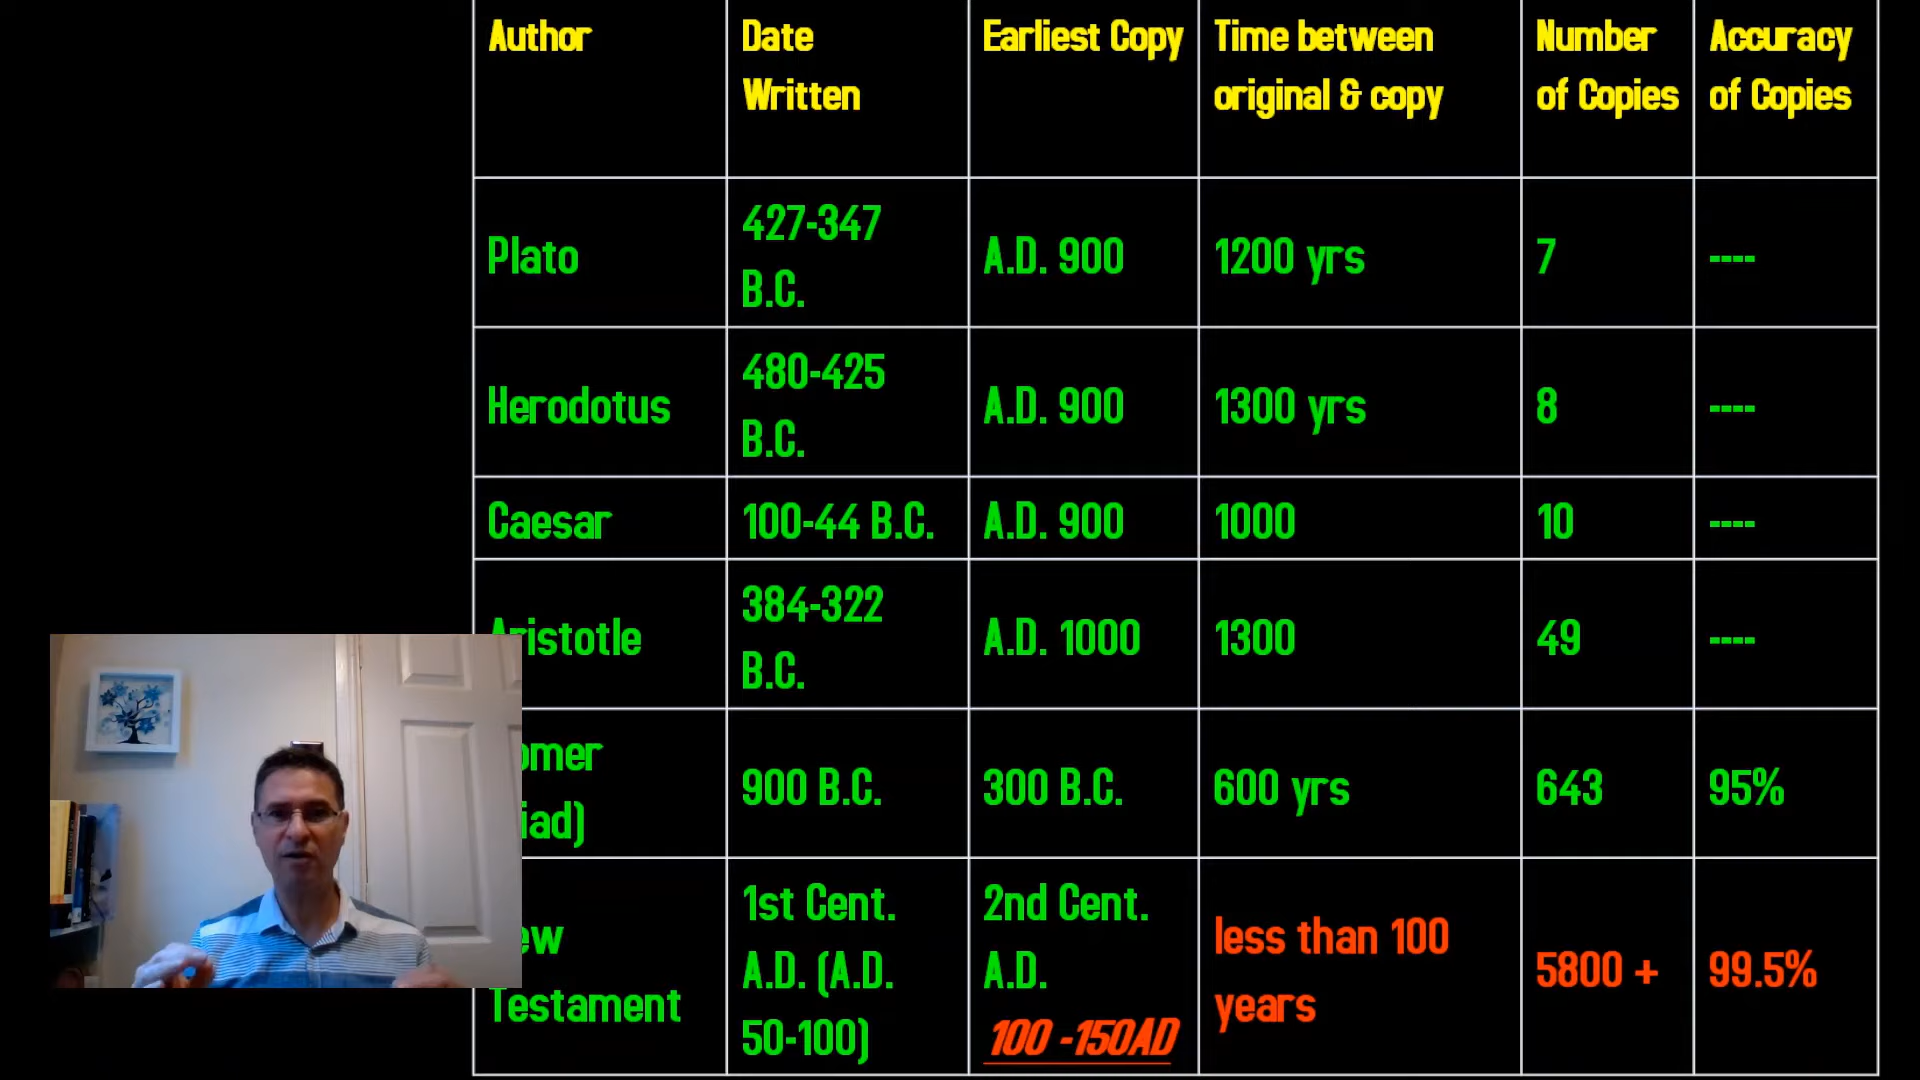 Author
Date
Written
Earliest Copy
Time between
original & copy
Number
of Copies
Accuracy
of Copies
Plato
427-347
B.C.
A.D. 900
1200 yrs
7
----
Herodotus
480-425
B.C.
A.D. 900
1300 yrs
8
----
Caesar
100-44 B.C.
A.D. 900
1000
10
----
Aristotle
384-322
B.C.
A.D. 1000
1300
49
----
omer
iad)
900 B.C.
300 B.C.
600 yrs
643
95%
ew
Testament
1st Cent.
A.D. (A.D.
50-100)
2nd Cent.
A.D.
100 -150AD
less than 100
years
5800 +
99.5%